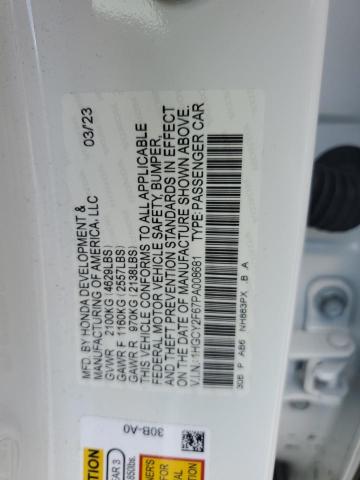 MFD. BY HONDA DEVELOPMENT & 03/23
MANUFACTURING OF AMERICA, LLC
GVWR 2100KG (4629LBS)
GAWR F 1160KG (2557LBS)
GAWR R 970KG (2138LBS)
THIS VEHICLE CONFORMS TO ALL APPLICABLE
FEDERAL MOTOR VEHICLE SAFETY, BUMPER,
AND THEFT PREVENTION STANDARDS IN EFFECT
ON THE DATE OF MANUFACTURE SHOWN ABOVE.
V.I.N.: 1HGCY2F67PA008681 TYPE:PASSENGER CAR
30B P AB6 NH883PX B A
30B-A0